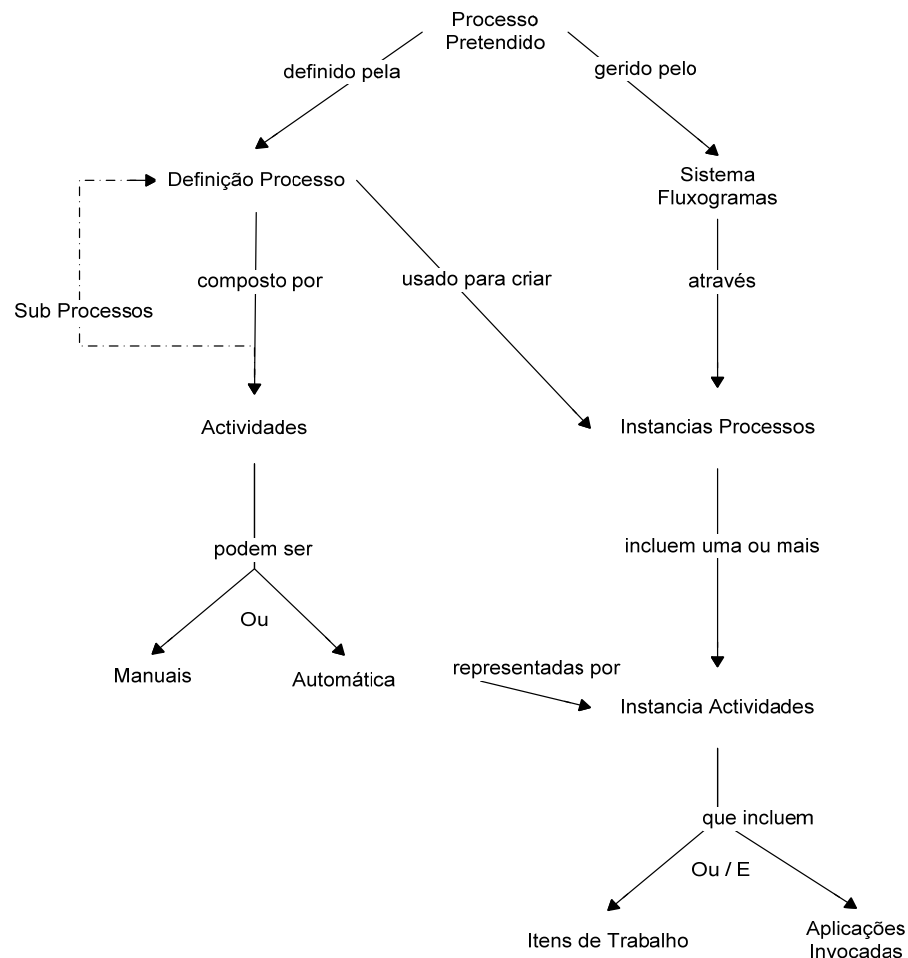 Processo
Pretendido
definido pela
gerido pelo
Definição Processo
Sistema
Fluxogramas
composto por
usado para criar
através
Sub Processos
Actividades
Instancias Processos
podem ser
incluem uma ou mais
Ou
Manuais
Automática
representadas por
Instancia Actividades
que incluem
Ou / E
Itens de Trabalho
Aplicações
Invocadas